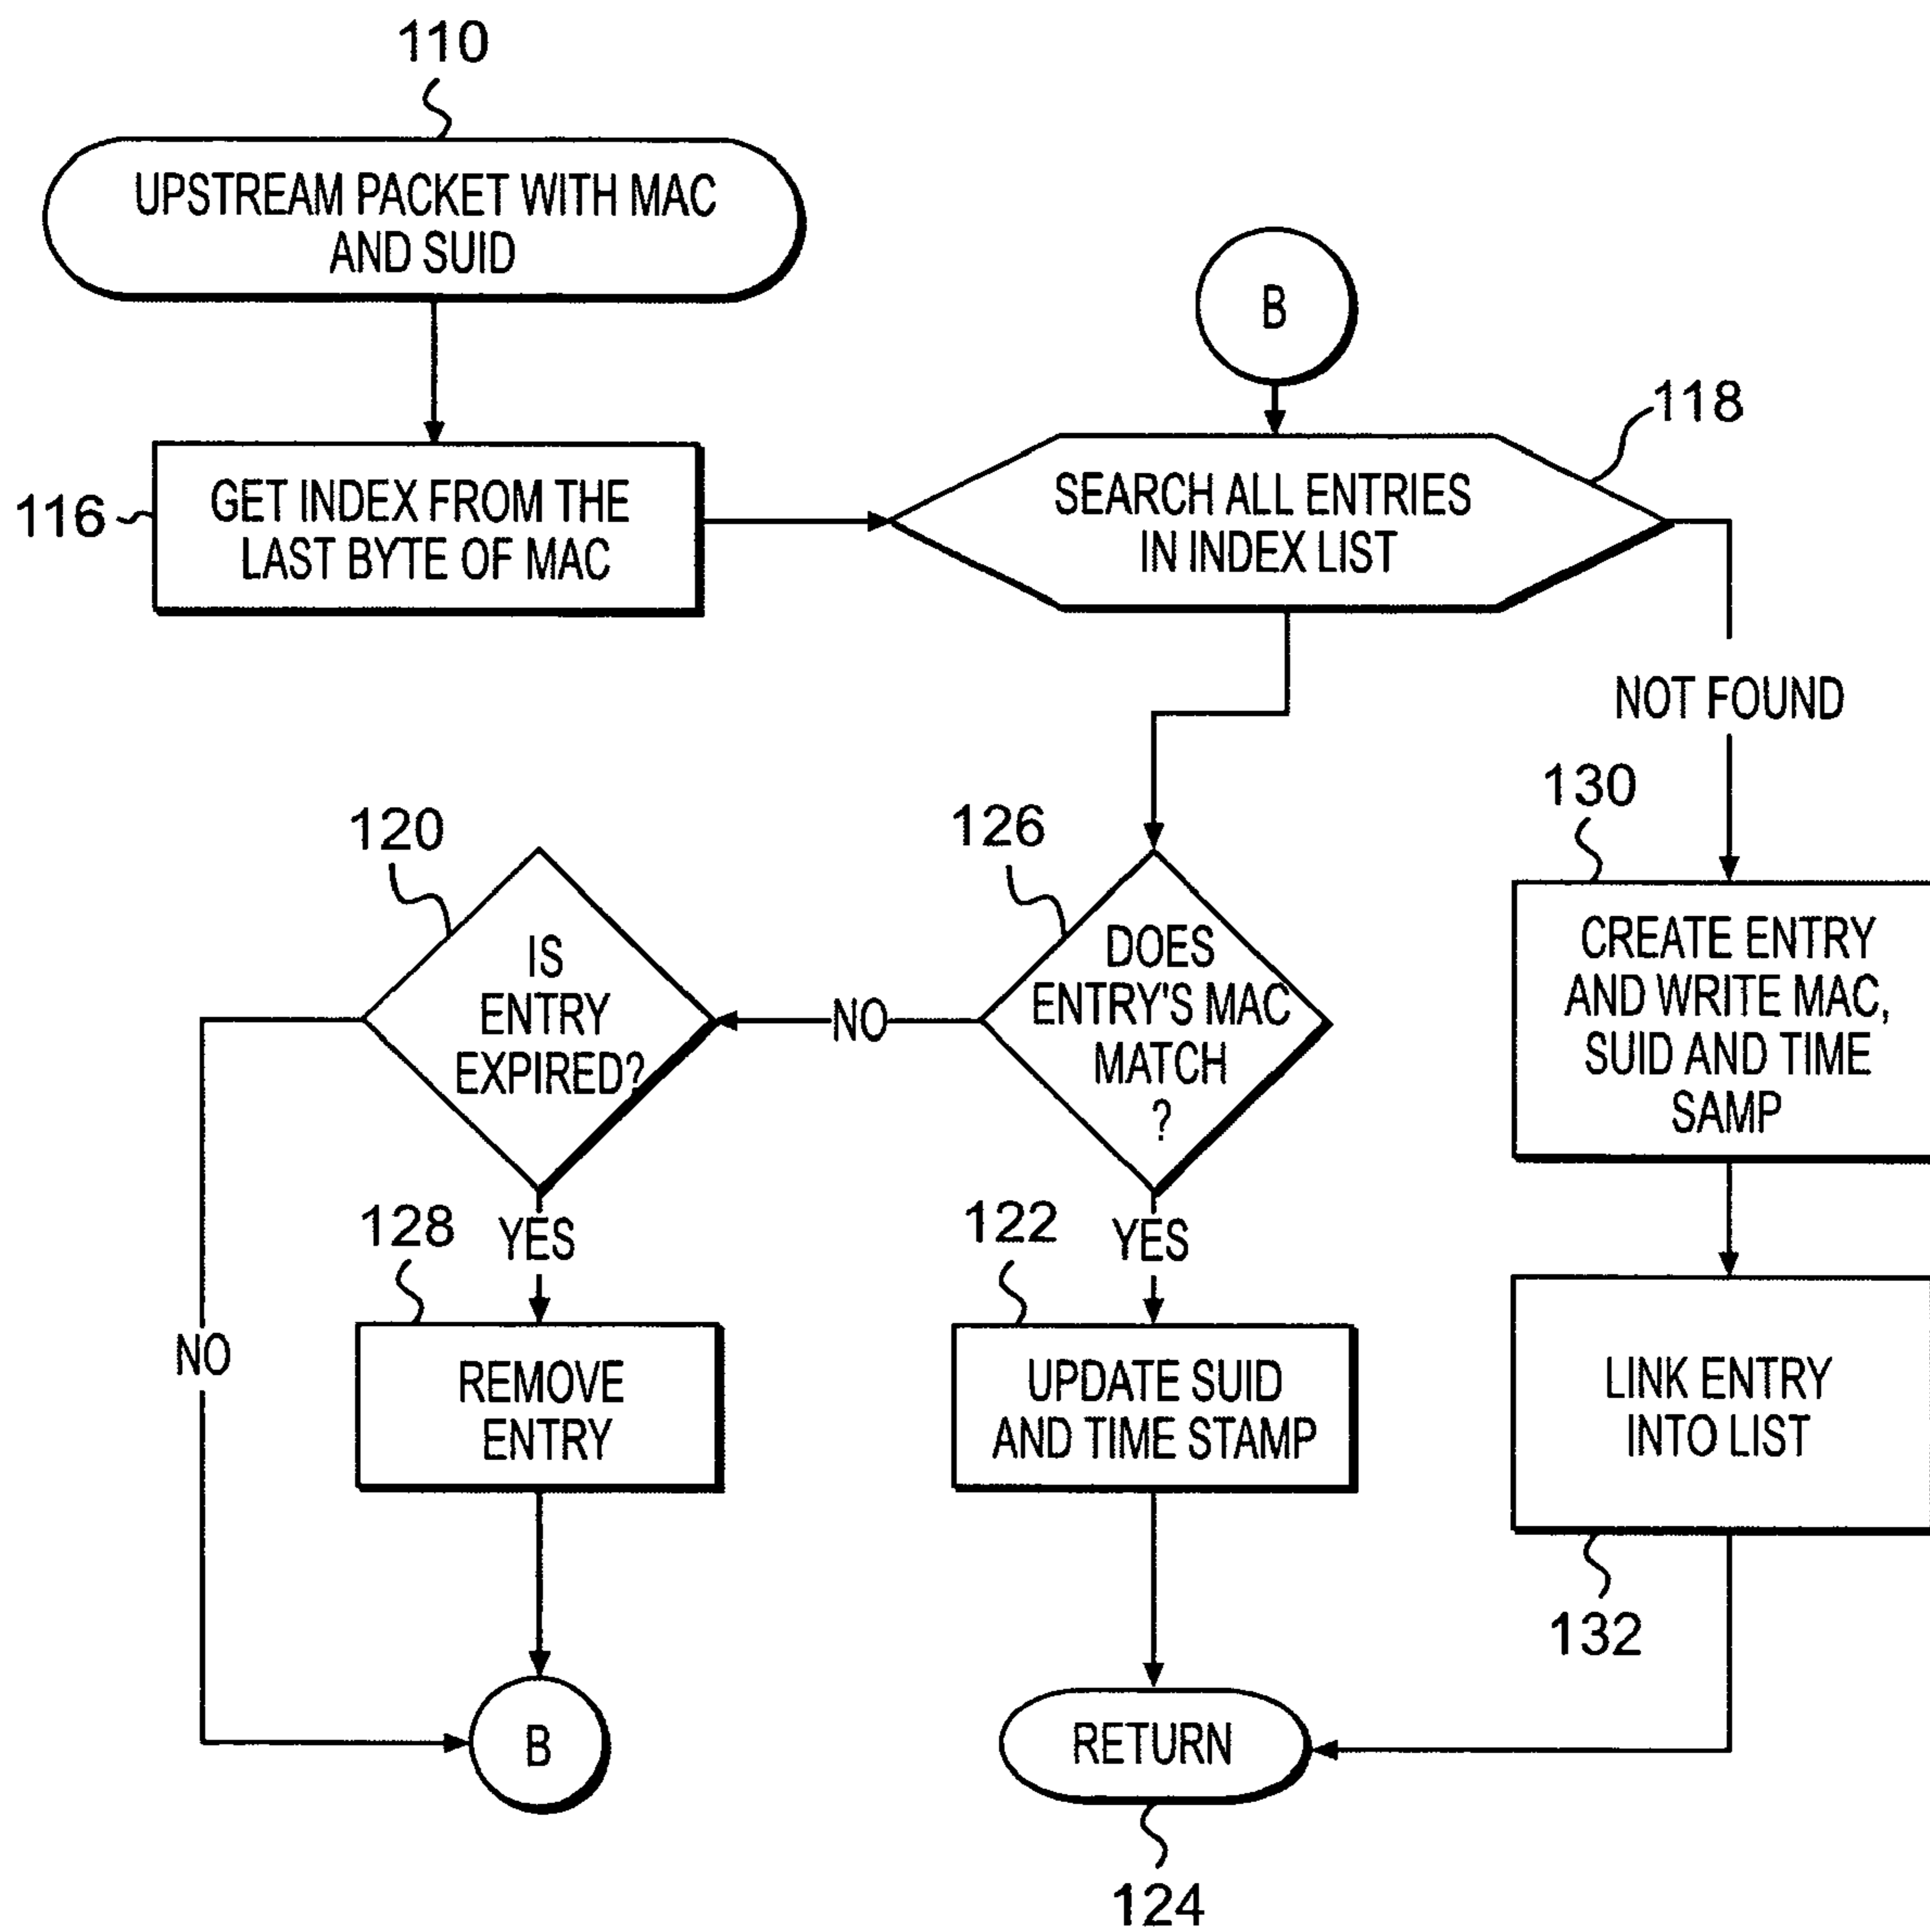 110
UPSTREAM PACKET WITH MAC
AND SUID
B
118
116
GET INDEX FROM THE
LAST BYTE OF MAC
SEARCH ALL ENTRIES
IN INDEX LIST
NOT FOUND
120
126
130
IS
ENTRY
EXPIRED?
NO
DOES
ENTRY'S MAC
MATCH
?
CREATE ENTRY
AND WRITE MAC,
SUID AND TIME
SAMP
128
YES
122
YES
NO
REMOVE
ENTRY
UPDATE SUID
AND TIME STAMP
LINK ENTRY
INTO LIST
132
B
RETURN
124